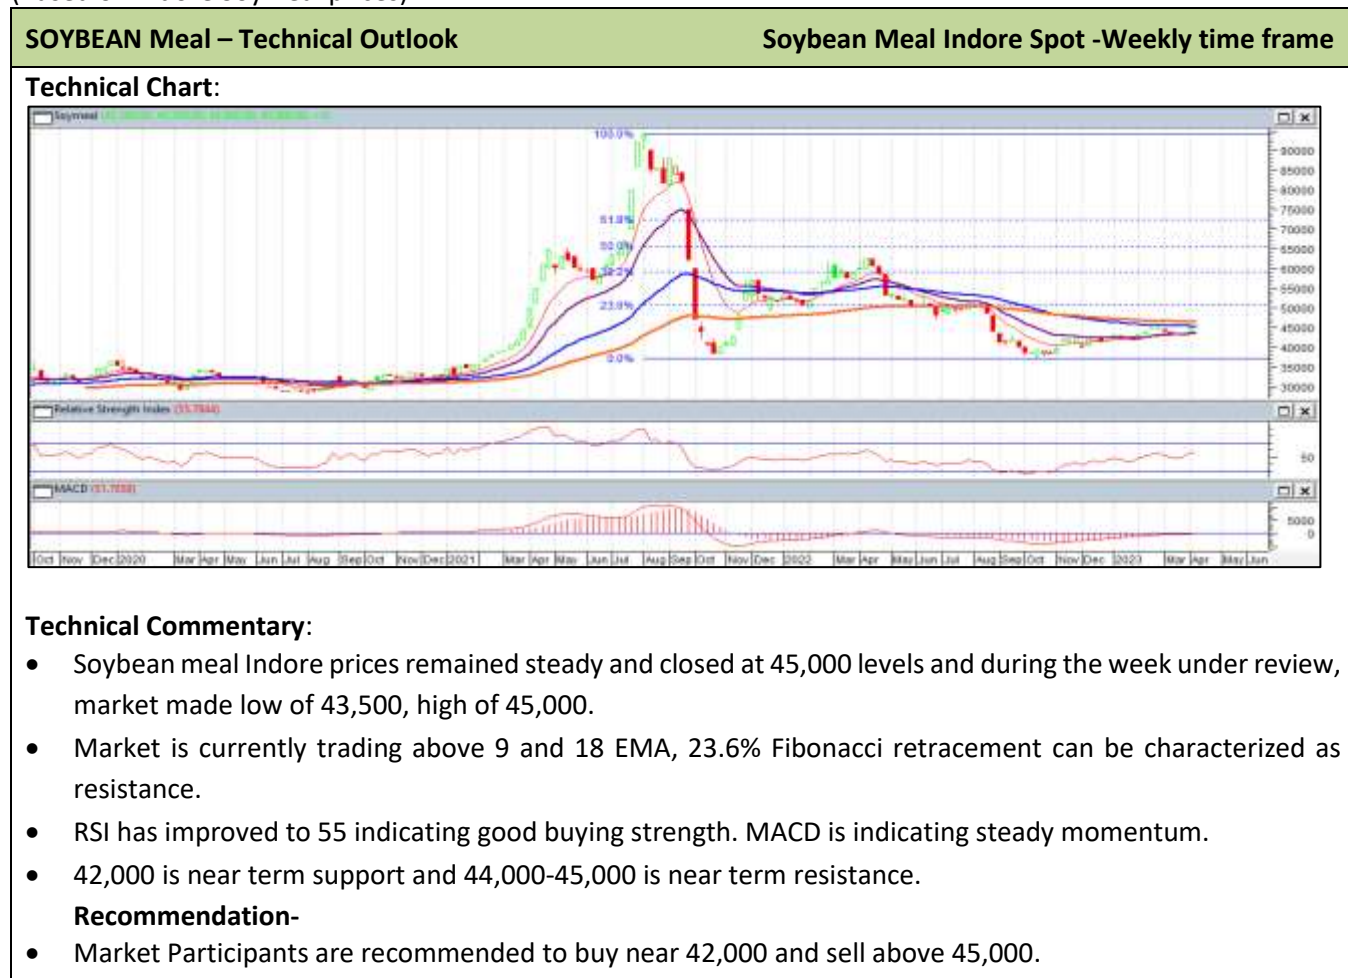 SOYBEAN Meal – Technical Outlook Soybean Meal Indore Spot -Weekly time frame
Technical Chart:
Soymeal
100.0%
61.8%
50.0%
38.2%
23.6%
0.0%
90000
85000
80000
75000
70000
65000
60000
55000
50000
45000
40000
35000
30000
Relative Strength Index
50
MACD
5000
0
Oct Nov Dec 2020 Mar Apr May Jun Jul Aug Sep Oct Nov Dec 2021 Mar Apr May Jun Jul Aug Sep Oct Nov Dec 2022 Mar Apr May Jun Jul Aug Sep Oct Nov Dec 2023 Mar Apr May Jun
Technical Commentary:
• Soybean meal Indore prices remained steady and closed at 45,000 levels and during the week under review,
market made low of 43,500, high of 45,000.
• Market is currently trading above 9 and 18 EMA, 23.6% Fibonacci retracement can be characterized as
resistance.
• RSI has improved to 55 indicating good buying strength. MACD is indicating steady momentum.
• 42,000 is near term support and 44,000-45,000 is near term resistance.
Recommendation-
• Market Participants are recommended to buy near 42,000 and sell above 45,000.